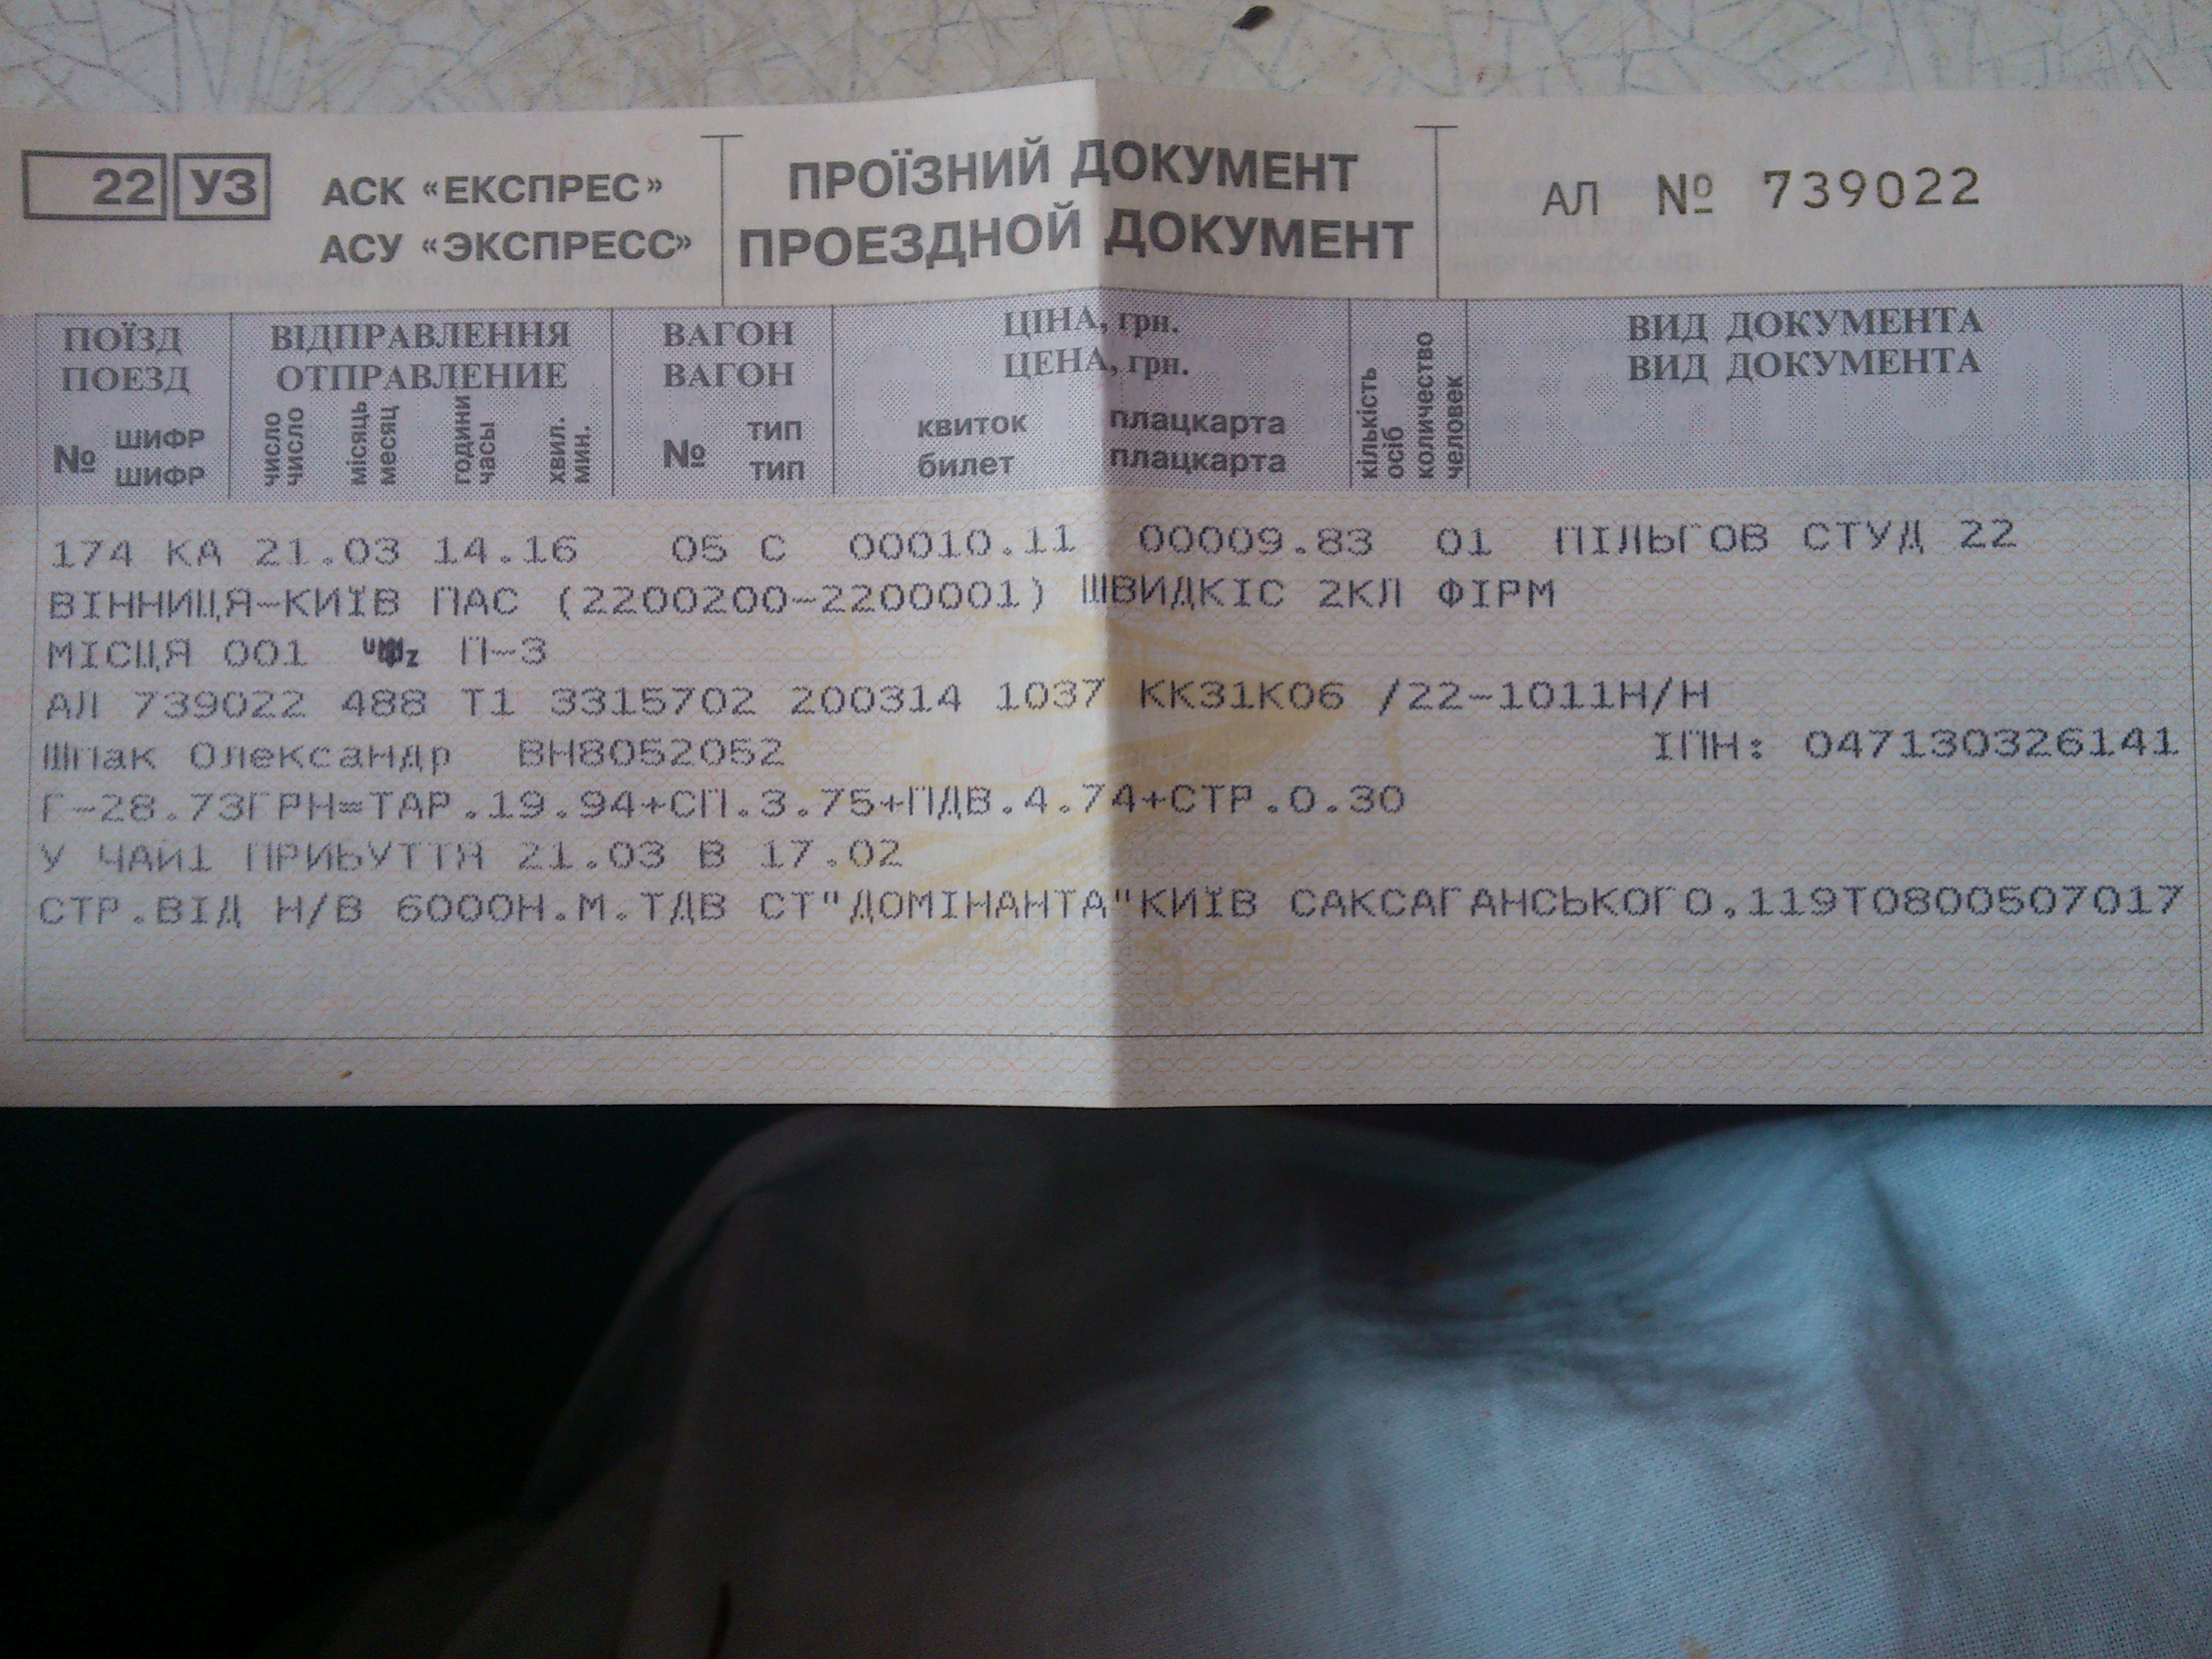 22 УЗ АСК «ЕКСПРЕС» ПРОЇЗНИЙ ДОКУМЕНТ АЛ № 739022
АСУ «ЭКСПРЕСС» ПРОЕЗДНОЙ ДОКУМЕНТ
ПОЇЗД ВІДПРАВЛЕННЯ ВАГОН ЦІНА, грн. кількість осіб ВИД ДОКУМЕНТА
ПОЕЗД ОТПРАВЛЕНИЕ ВАГОН ЦЕНА, грн. количество человек ВИД ДОКУМЕНТА
№ шифр число місяць години хвил. № тип квиток плацкарта
шифр число месяц часы мин. тип билет плацкарта
174 КА 21.03 14.16 05 С 00010.11 00009.83 01 ПІЛЬГОВ СТУД 22
ВІННИЦЯ-КИЇВ ПАС (2200200-2200001) ШВИДКІС 2КЛ ФІРМ
МІСЦЯ 001 П-3
АЛ 739022 488 Т1 3315702 200314 1037 КК31К06 /22-1011Н/Н
Шпак Олександр ВН8052052 ІПН: 047130326141
Г-28.73ГРН=ТАР.19.94+СП.3.75+ПДВ.4.74+СТР.0.30
У ПРИБУТТЯ 21.03 В 17.02
СТР.ВІД Н/В 6000Н.М.ТДВ СТ"ДОМІНАНТА"КИЇВ САКСАГАНСЬКОГО.119Т0800507017